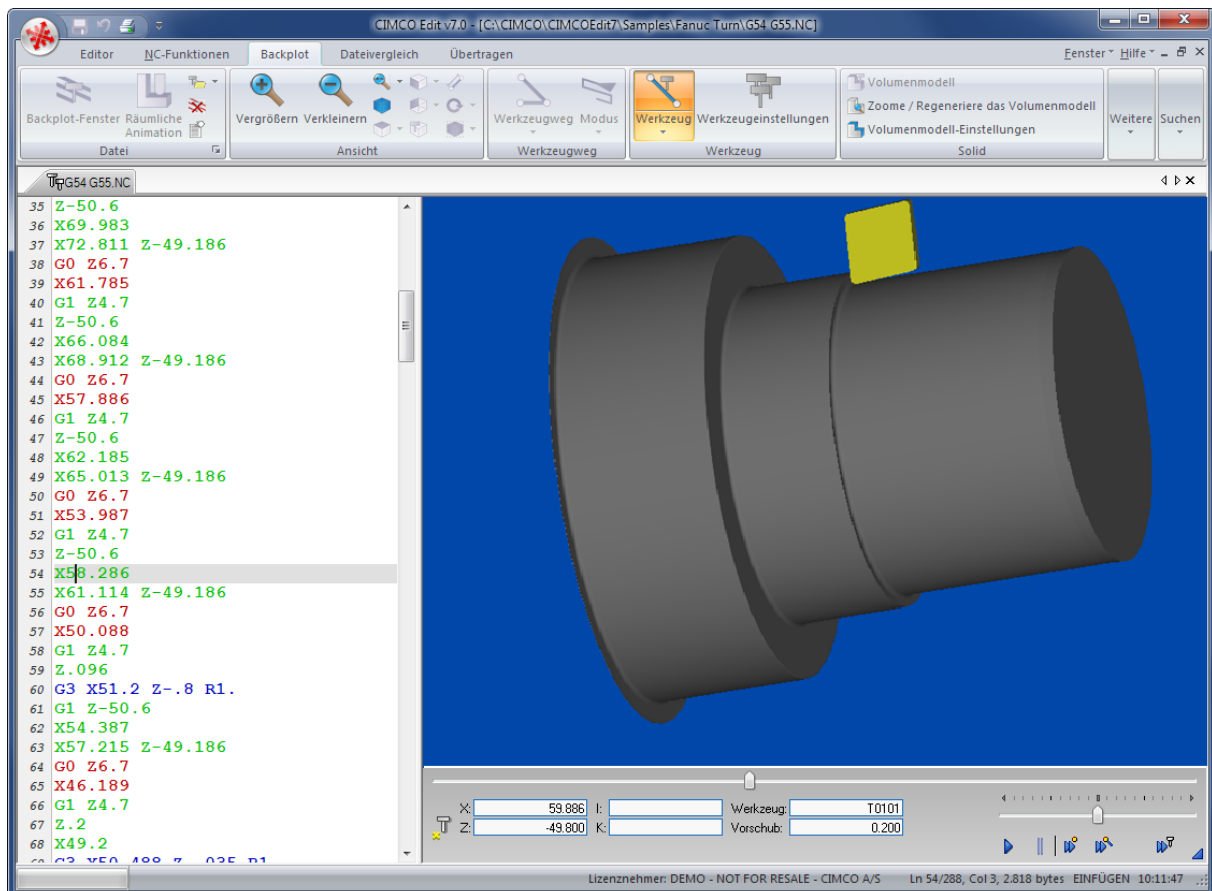 CIMCO Edit v7.0 - [C:\CIMCO\CIMCOEdit7\Samples\Fanuc Turn\G54 G55.NC]
Editor NC-Funktionen Backplot Dateivergleich Übertragen Fenster Hilfe
Backplot-Fenster Räumliche Animation
Vergrößern Verkleinern
Werkzeugweg Modus
Werkzeug Werkzeugeinstellungen
Volumenmodell
Zoome / Regeneriere das Volumenmodell
Volumenmodell-Einstellungen
Weitere Suchen
Datei Ansicht Werkzeugweg Werkzeug Solid
G54 G55.NC
35 Z-50.6
36 X69.983
37 X72.811 Z-49.186
38 G0 Z6.7
39 X61.785
40 G1 Z4.7
41 Z-50.6
42 X66.084
43 X68.912 Z-49.186
44 G0 Z6.7
45 X57.886
46 G1 Z4.7
47 Z-50.6
48 X62.185
49 X65.013 Z-49.186
50 G0 Z6.7
51 X53.987
52 G1 Z4.7
53 Z-50.6
54 X58.286
55 X61.114 Z-49.186
56 G0 Z6.7
57 X50.088
58 G1 Z4.7
59 Z.096
60 G3 X51.2 Z-.8 R1.
61 G1 Z-50.6
62 X54.387
63 X57.215 Z-49.186
64 G0 Z6.7
65 X46.189
66 G1 Z4.7
67 Z.2
68 X49.2
X: 59.886 I: Werkzeug: T0101
Z: -49.800 K: Vorschub: 0.200
Lizenznehmer: DEMO - NOT FOR RESALE - CIMCO A/S Ln 54/288, Col 3, 2.818 bytes EINFÜGEN 10:11:47